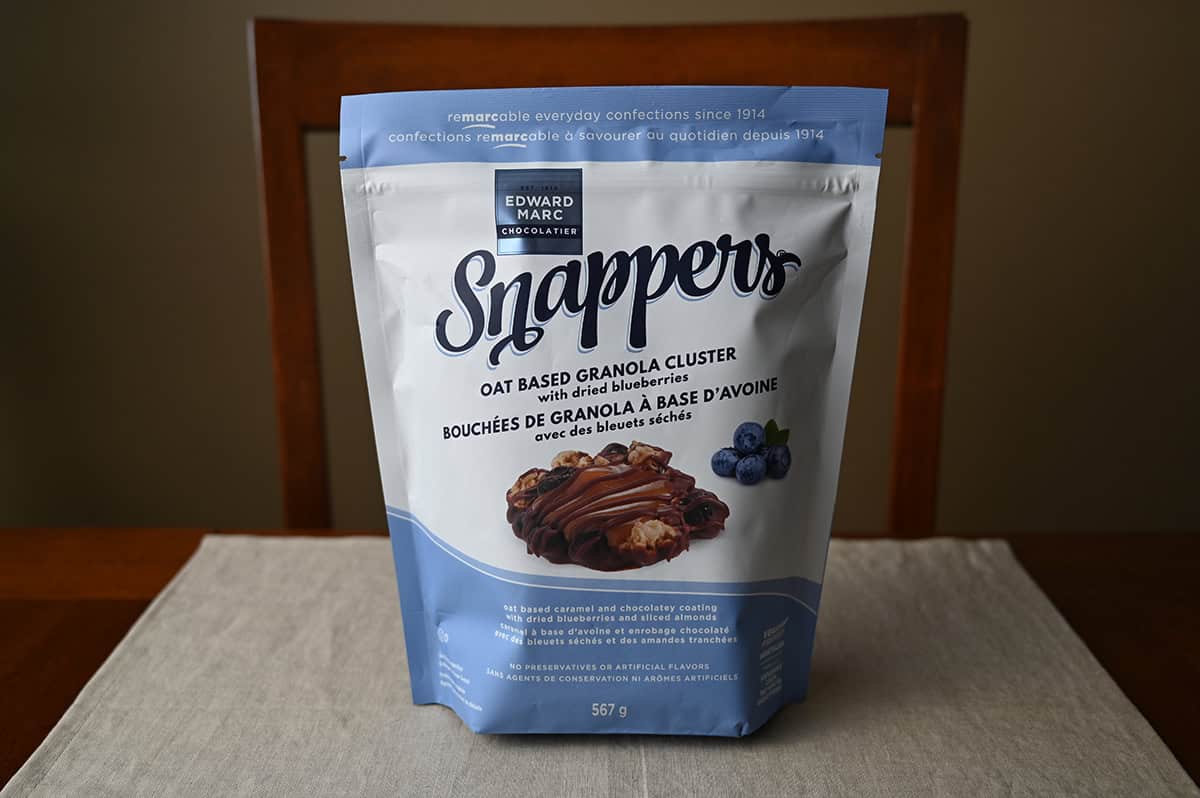 remarcable everyday confections since 1914
confections remarcable à savourer au quotidien depuis 1914
EST. 1914
EDWARD
MARC
CHOCOLATIER
Snappers
OAT BASED GRANOLA CLUSTER
with dried blueberries
BOUCHÉES DE GRANOLA À BASE D'AVOINE
avec des bleuets séchés
oat based caramel and chocolatey coating
with dried blueberries and sliced almonds
caramel à base d'avoine et enrobage chocolaté
avec des bleuets séchés et des amandes tranchées
NO PRESERVATIVES OR ARTIFICIAL FLAVORS
SANS AGENTS DE CONSERVATION NI ARÔMES ARTIFICIELS
567 g